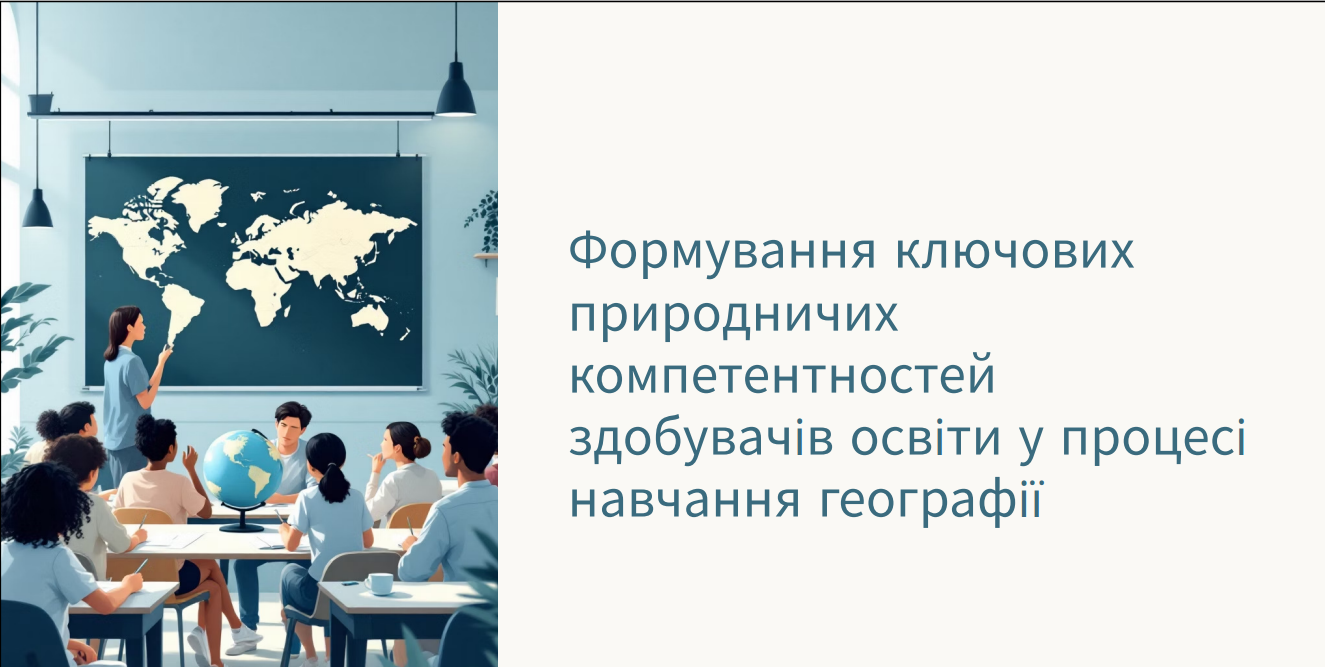 Формування ключових
природничих
компетентностей
здобувачів освіти у процесі
навчання географії